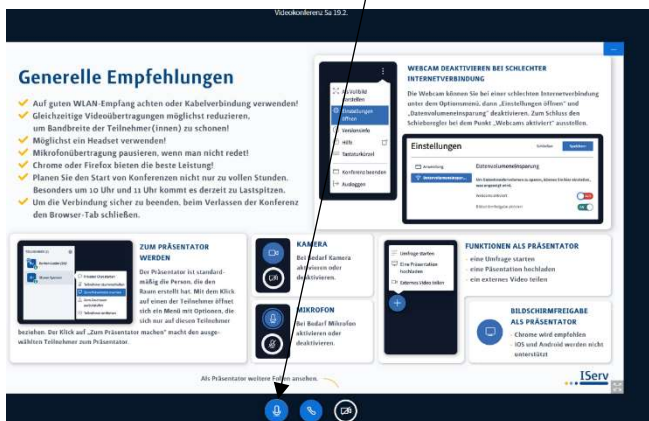 Videokonferenz Sa 19.2.
Generelle Empfehlungen
Auf guten WLAN-Empfang achten oder Kabelverbindung verwenden!
Gleichzeitige Videoübertragungen möglichst reduzieren,
um Bandbreite der Teilnehmer(innen) zu schonen!
Möglichst ein Headset verwenden!
Mikrofonübertragung pausieren, wenn man nicht redet!
Chrome oder Firefox bieten die beste Leistung!
Planen Sie den Start von Konferenzen nicht nur zu vollen Stunden.
Besonders um 10 Uhr und 11 Uhr kommt es derzeit zu Lastspitzen.
Um die Verbindung sicher zu beenden, beim Verlassen der Konferenz
den Browser-Tab schließen.
Einstellungen
öffnen
Versionsinfo
Hilfe
Tastaturkürzel
Konferenz beenden
Ausloggen
WEBCAM DEAKTIVIEREN BEI SCHLECHTER
INTERNETVERBINDUNG
Die Webcam können Sie bei einer schlechten Internetverbindung
unter dem Optionsmenü, dann „Einstellungen öffnen" und
„Datenvolumeneinsparung" deaktivieren. Zum Schluss den
Schieberegler bei dem Punkt „Webcams aktiviert" ausstellen.
Einstellungen
Schließen
Speichern
Anwendung
Datenvolumeneinsparung
ZUM PRÄSENTATOR
WERDEN
Der Präsentator ist standard-
mäßig die Person, die den
Raum erstellt hat. Mit dem Klick
auf einen der Teilnehmer öffnet
sich ein Menü mit Optionen, die
sich nur auf diesen Teilnehmer
beziehen. Der Klick auf „Zum Präsentator machen" macht den ausge-
wählten Teilnehmer zum Präsentator.
KAMERA
Bei Bedarf Kamera
aktivieren oder
deaktivieren.
MIKROFON
Bei Bedarf Mikrofon
aktivieren oder
deaktivieren.
Umfrage starten
Eine Präsentation
hochladen
Externes Video teilen
FUNKTIONEN ALS PRÄSENTATOR
- eine Umfrage starten
- eine Päsentation hochladen
- ein externes Video teilen
BILDSCHIRMFREIGABE
ALS PRÄSENTATOR
- Chrome wird empfohlen
- iOS und Android werden nicht
unterstützt
Als Präsentator weitere Folien ansehen.
IServ